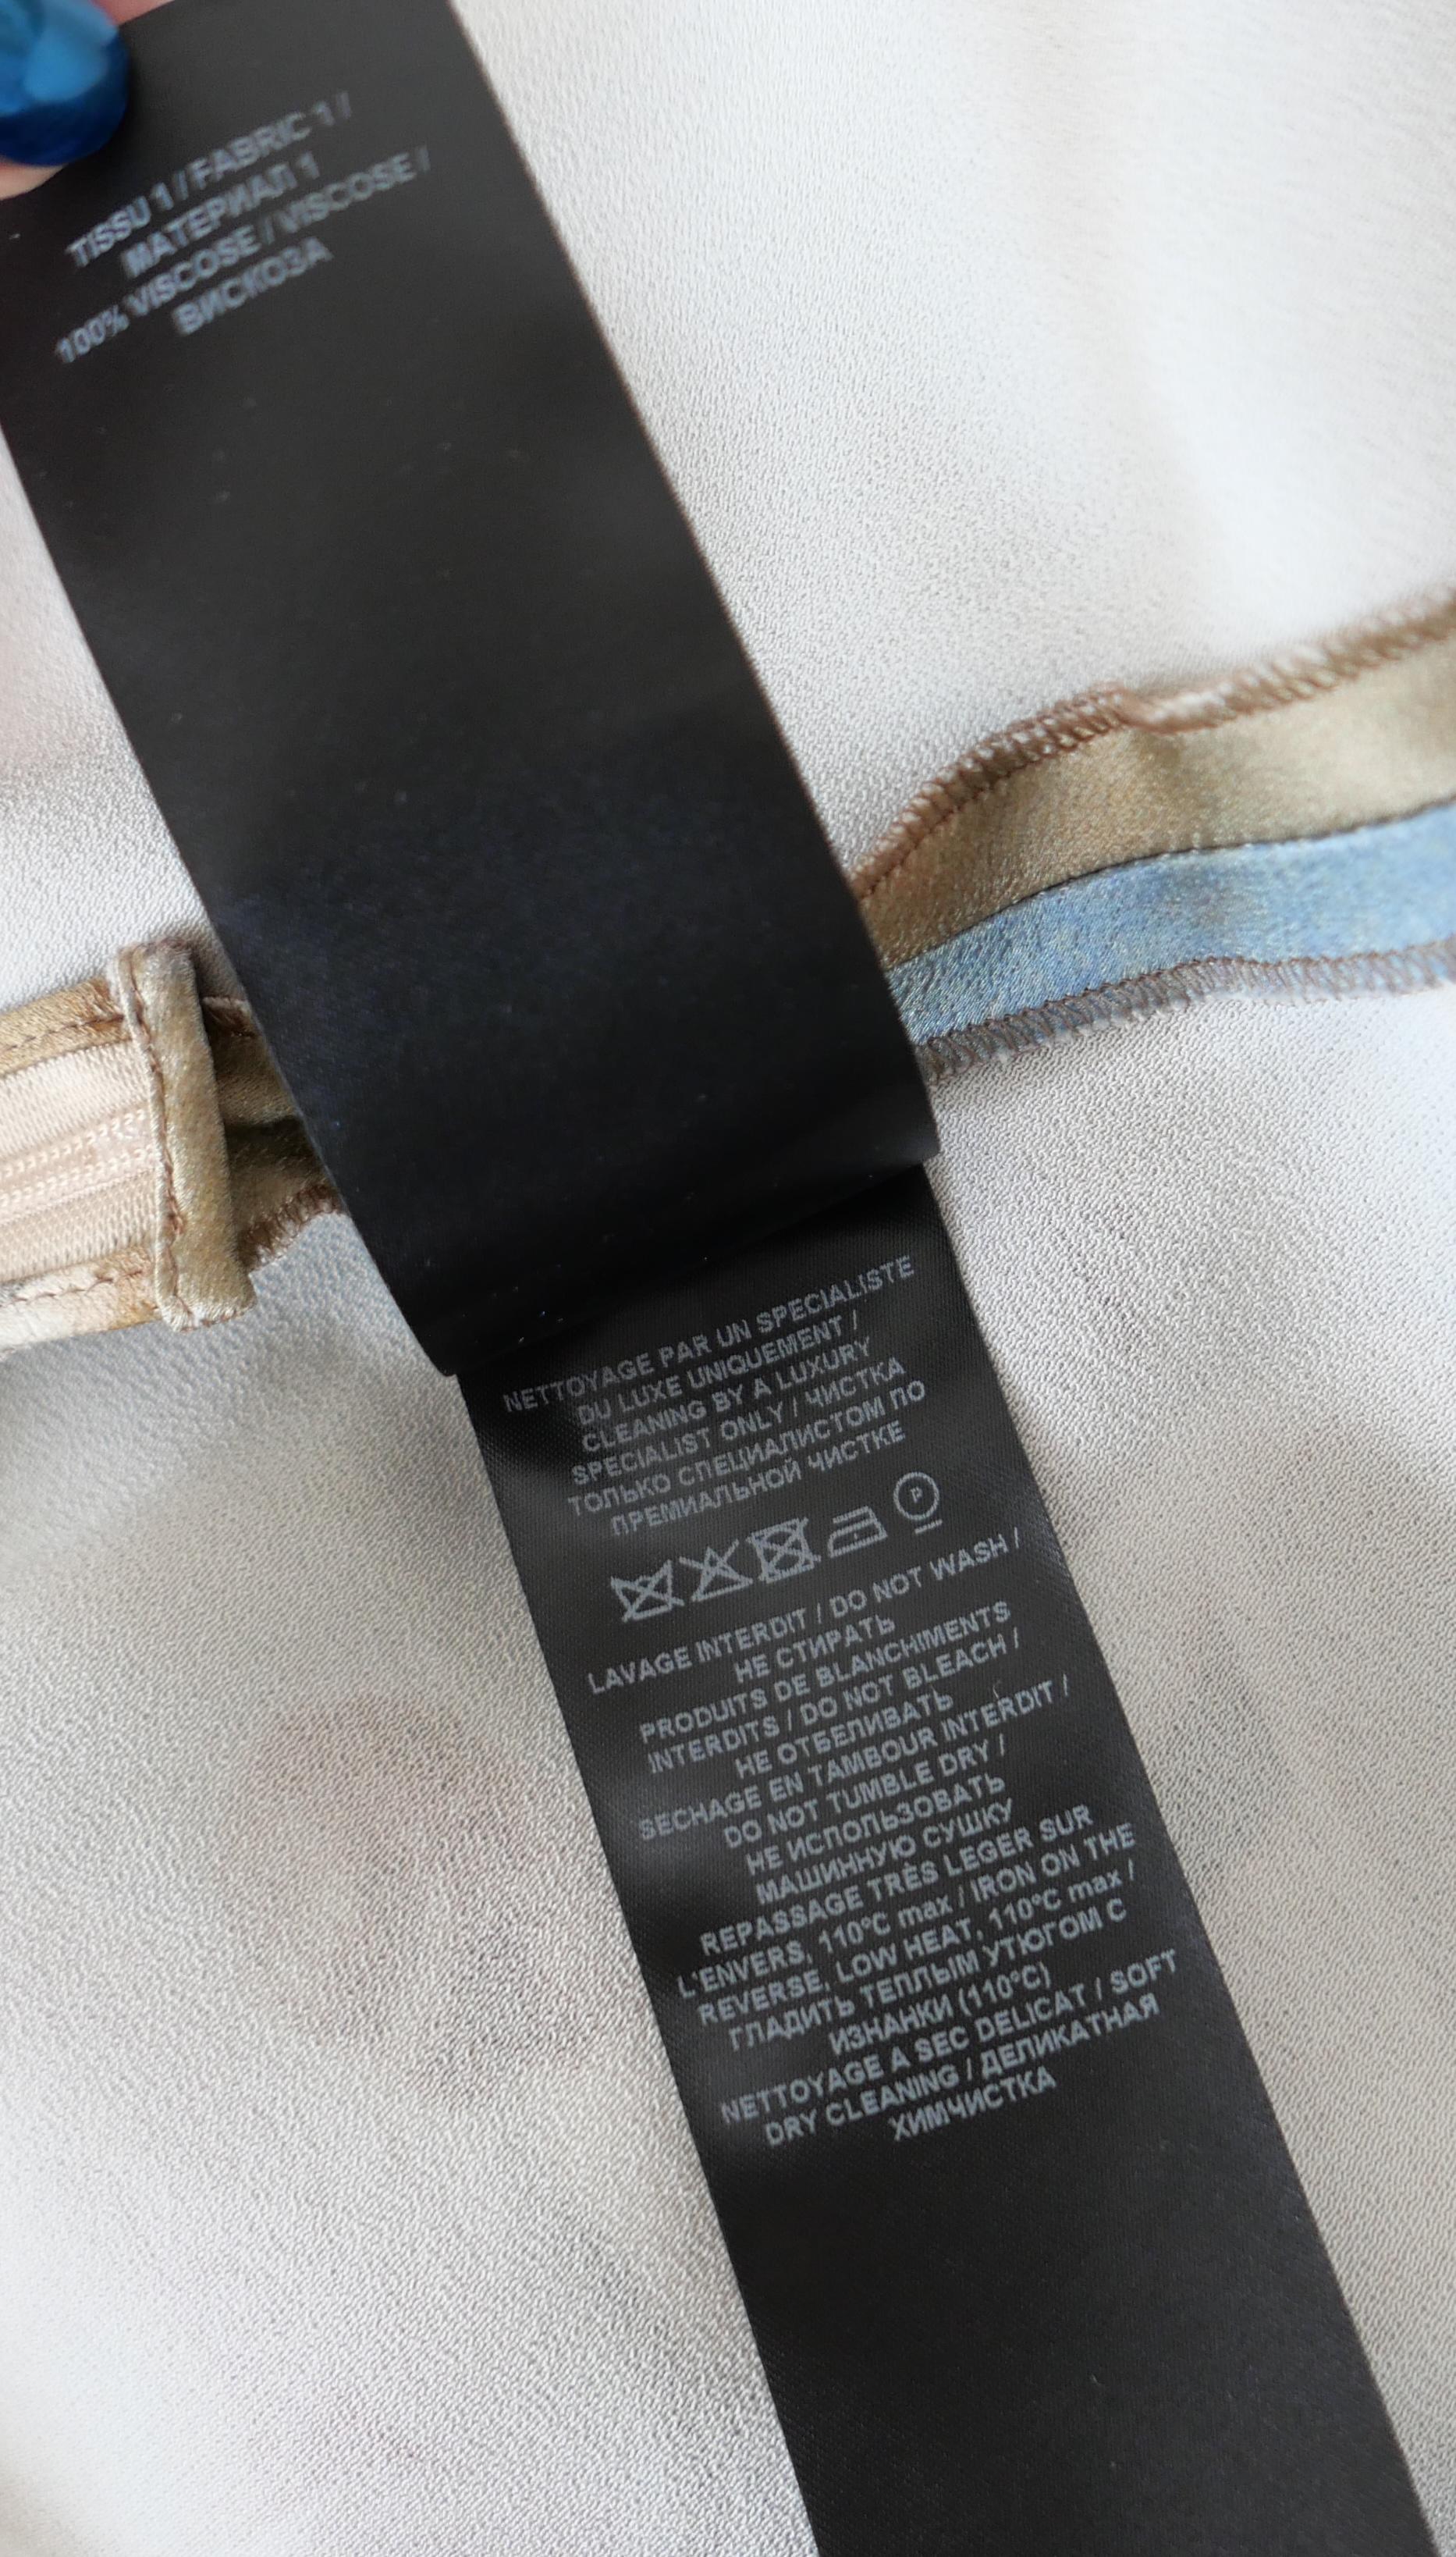 TISSU 1 / FABRIC 1 /
МАТЕРИАЛ 1
100% VISCOSE / VISCOSE /
ВИСКОЗА
NETTOYAGE PAR UN SPECIALISTE
DU LUXE UNIQUEMENT /
CLEANING BY A LUXURY
SPECIALIST ONLY / ЧИСТКА
ТОЛЬКО СПЕЦИАЛИСТОМ ПО
ПРЕМИАЛЬНОЙ ЧИСТКЕ
P
LAVAGE INTERDIT / DO NOT WASH /
НЕ СТИРАТЬ
PRODUITS DE BLANCHIMENTS
INTERDITS / DO NOT BLEACH /
НЕ ОТБЕЛИВАТЬ
SECHAGE EN TAMBOUR INTERDIT /
DO NOT TUMBLE DRY /
НЕ ИСПОЛЬЗОВАТЬ
МАШИННУЮ СУШКУ
REPASSAGE TRÈS LEGER SUR
L'ENVERS, 110°C max / IRON ON THE
REVERSE, LOW HEAT, 110°C max /
ГЛАДИТЬ ТЕПЛЫМ УТЮГОМ С
ИЗНАНКИ (110°C)
NETTOYAGE A SEC DELICAT / SOFT
DRY CLEANING / ДЕЛИКАТНАЯ
ХИМЧИСТКА